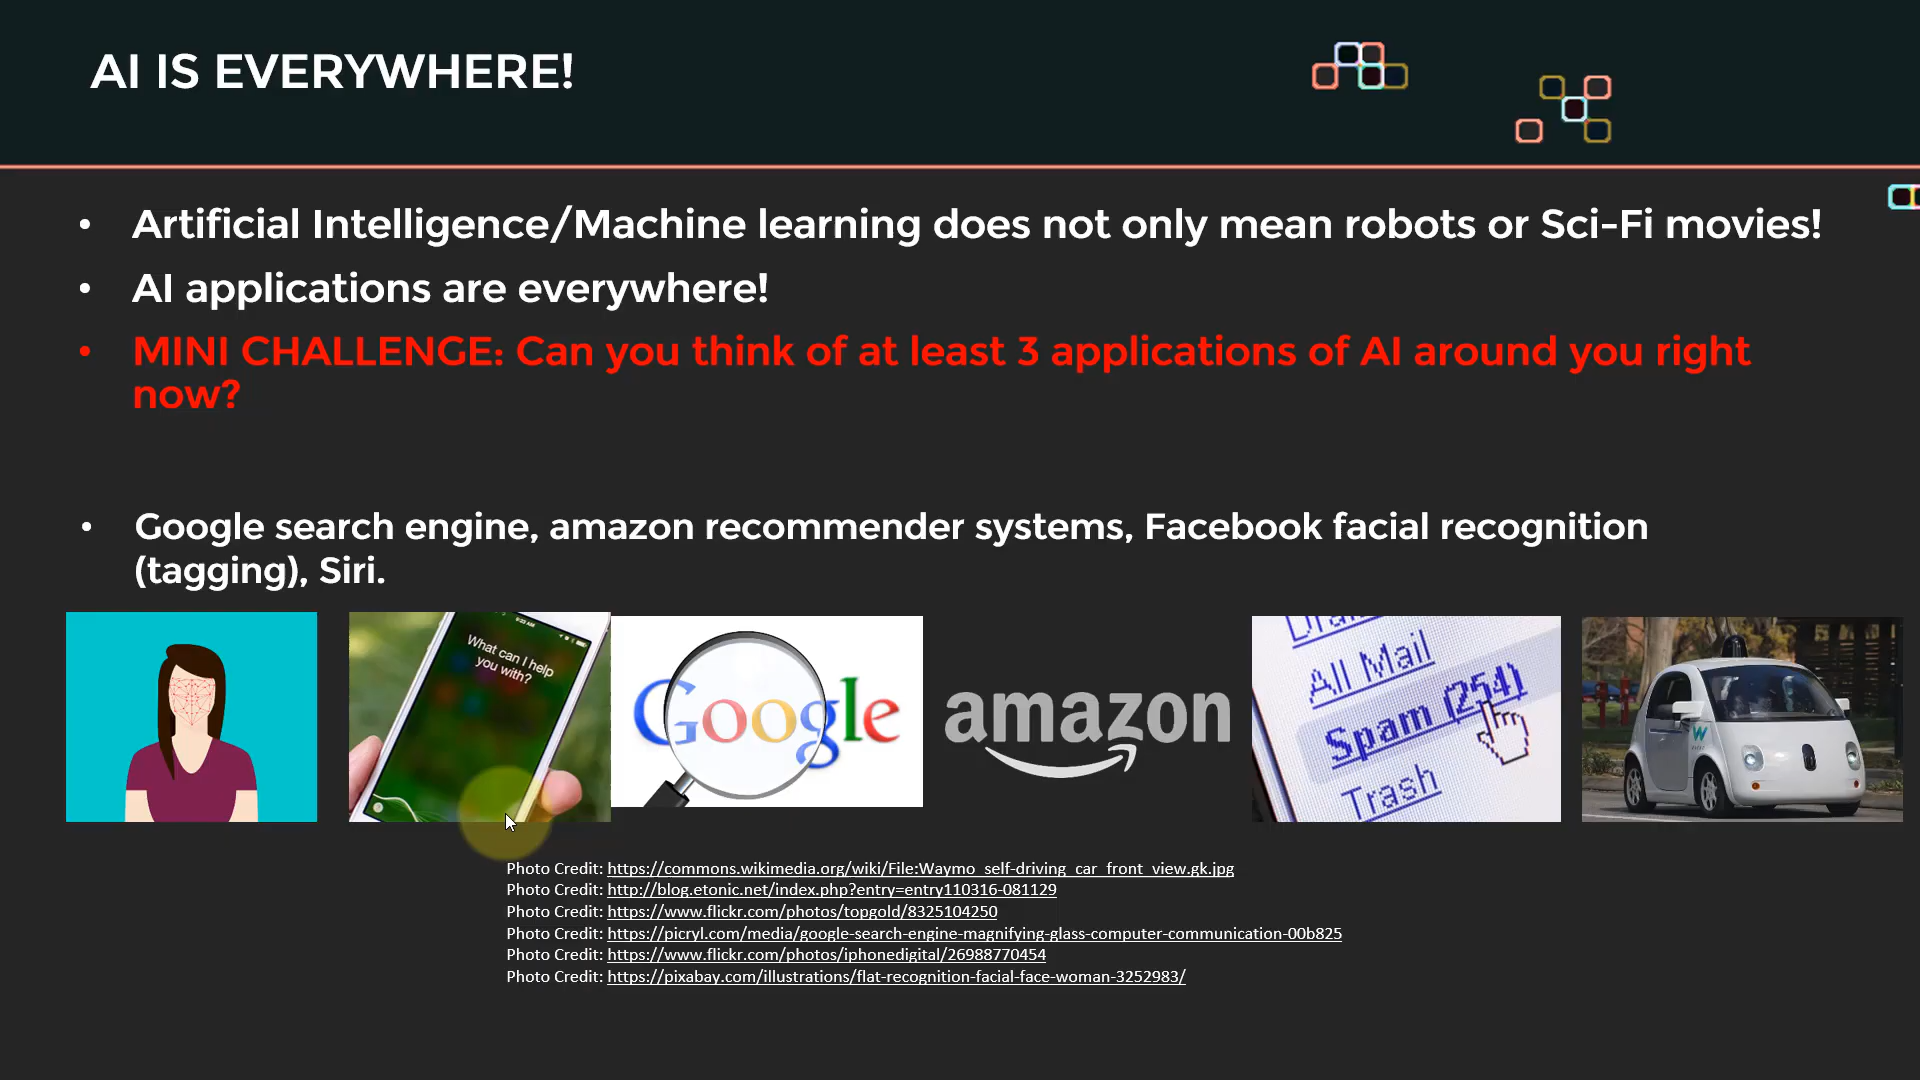 AI IS EVERYWHERE!
• Artificial Intelligence/Machine learning does not only mean robots or Sci-Fi movies!
• AI applications are everywhere!
• MINI CHALLENGE: Can you think of at least 3 applications of AI around you right
now?
• Google search engine, amazon recommender systems, Facebook facial recognition
(tagging), Siri.
What can I help
you with?
Google
amazon
All Mail
Spam (254)
Trash
Photo Credit: https://commons.wikimedia.org/wiki/File:Waymo_self-driving_car_front_view.gk.jpg
Photo Credit: http://blog.etonic.net/index.php?entry=entry110316-081129
Photo Credit: https://www.flickr.com/photos/topgold/8325104250
Photo Credit: https://picryl.com/media/google-search-engine-magnifying-glass-computer-communication-00b825
Photo Credit: https://www.flickr.com/photos/iphonedigital/26988770454
Photo Credit: https://pixabay.com/illustrations/flat-recognition-facial-face-woman-3252983/